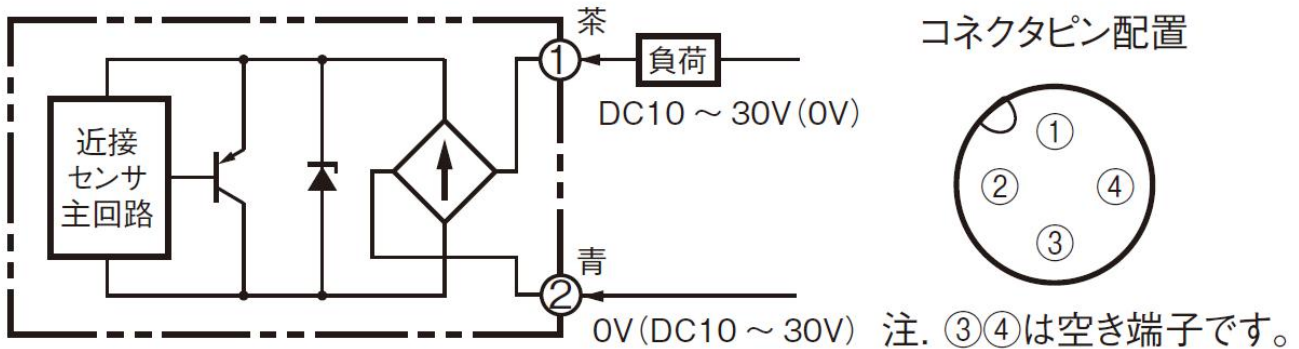 茶
① 負荷
DC10 ～ 30V(0V)
近接
センサ
主回路
青
②
0V(DC10 ～ 30V)
コネクタピン配置
①
② ④
③
注. ③④は空き端子です。